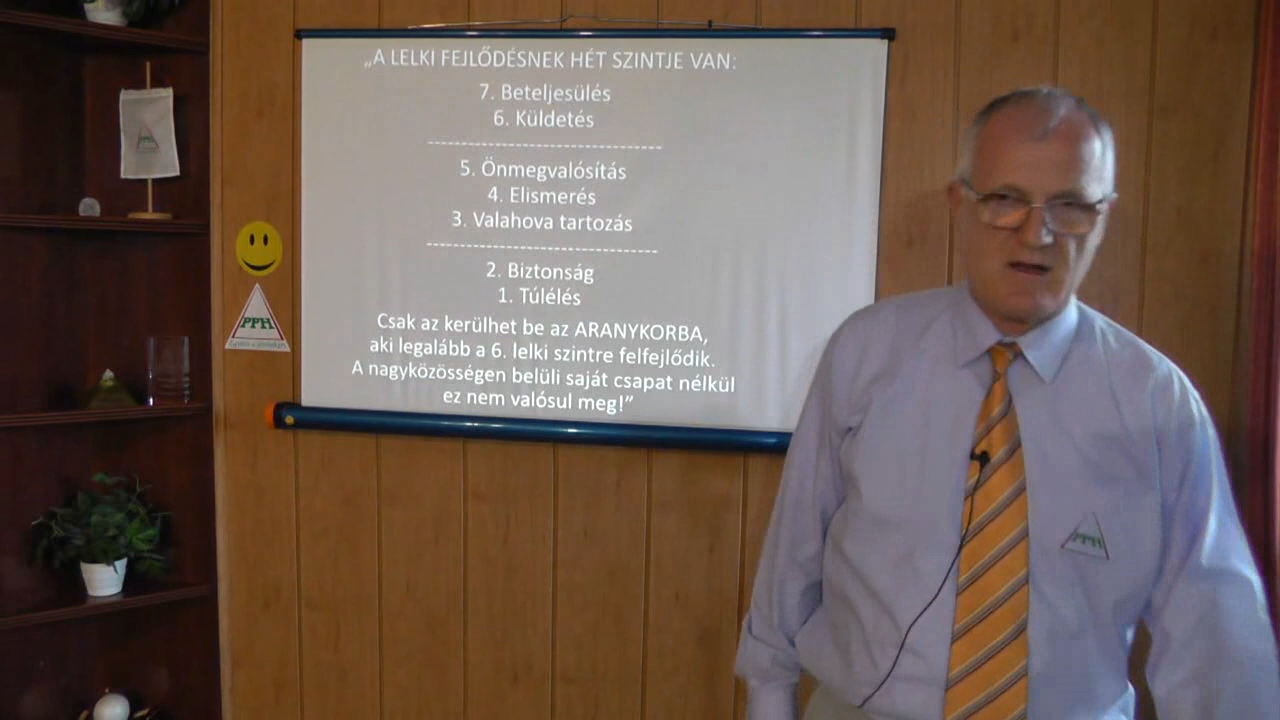 „A LELKI FEJLŐDÉSNEK HÉT SZINTJE VAN:
7. Beteljesülés
6. Küldetés
------------------------------------
5. Önmegvalósítás
4. Elismerés
3. Valahova tartozás
------------------------------------
2. Biztonság
1. Túlélés
Csak az kerülhet be az ARANYKORBA,
aki legalább a 6. lelki szintre felfejlődik.
A nagyközösségen belüli saját csapat nélkül
ez nem valósul meg!”
PPH
PPH
PPH